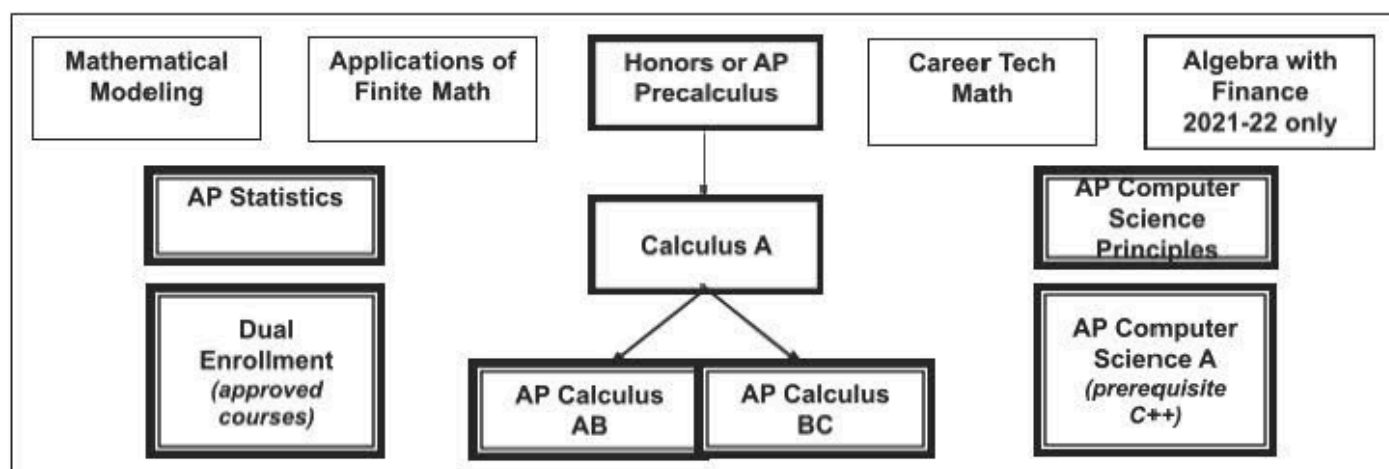 Mathematical
Modeling
Applications of
Finite Math
Honors or AP
Precalculus
Career Tech
Math
Algebra with
Finance
2021-22 only
AP Statistics
Calculus A
AP Computer
Science
Principles
Dual
Enrollment
(approved
courses)
AP Calculus
AB
AP Calculus
BC
AP Computer
Science A
(prerequisite
C++)